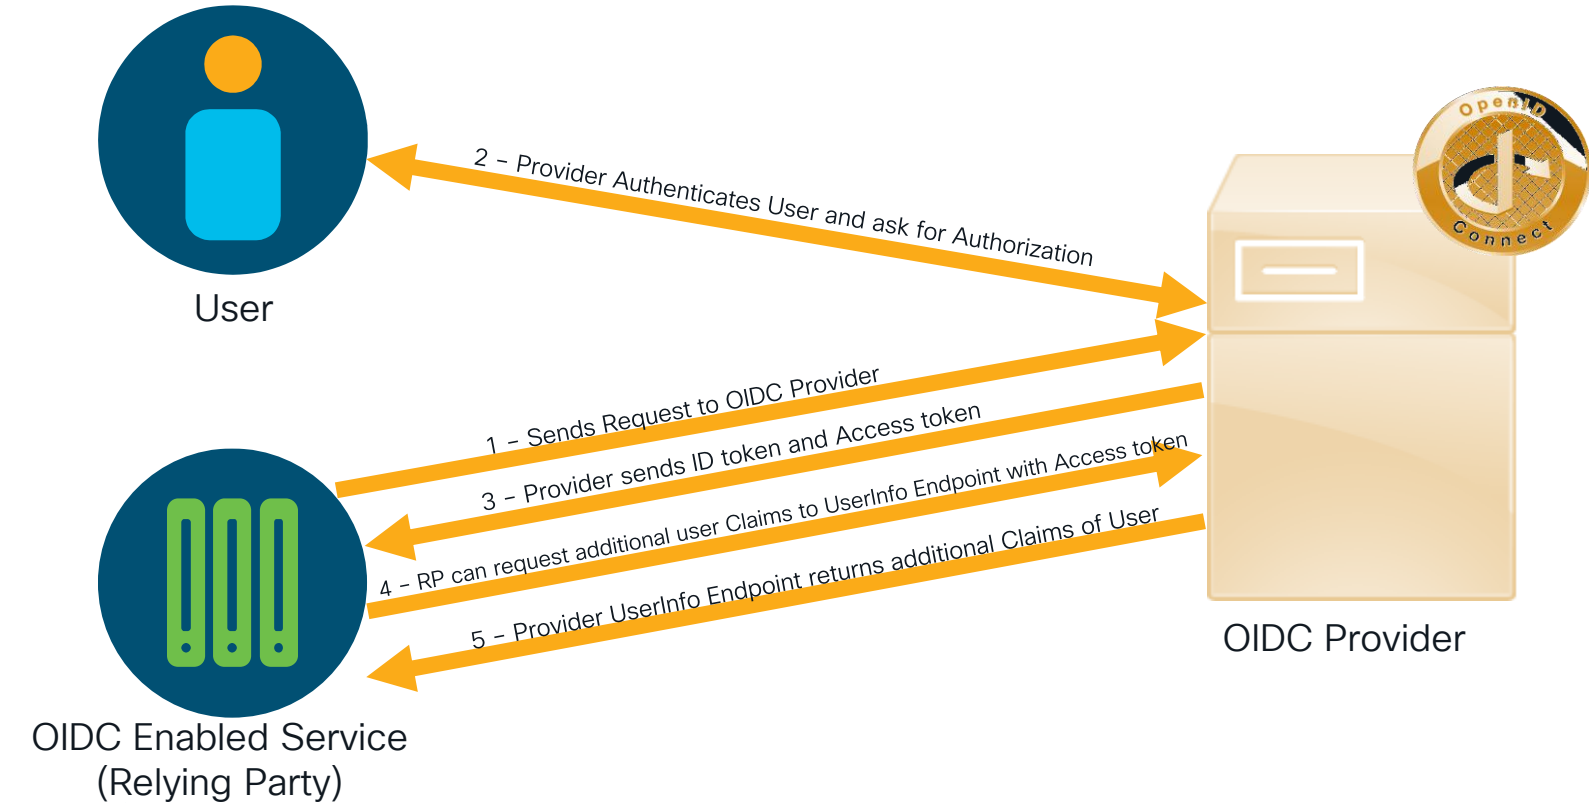 OpenID
Connect
2 - Provider Authenticates User and ask for Authorization
User
1 - Sends Request to OIDC Provider
3 - Provider sends ID token and Access token
4 - RP can request additional user Claims to UserInfo Endpoint with Access token
5 - Provider UserInfo Endpoint returns additional Claims of User
OIDC Provider
OIDC Enabled Service
(Relying Party)